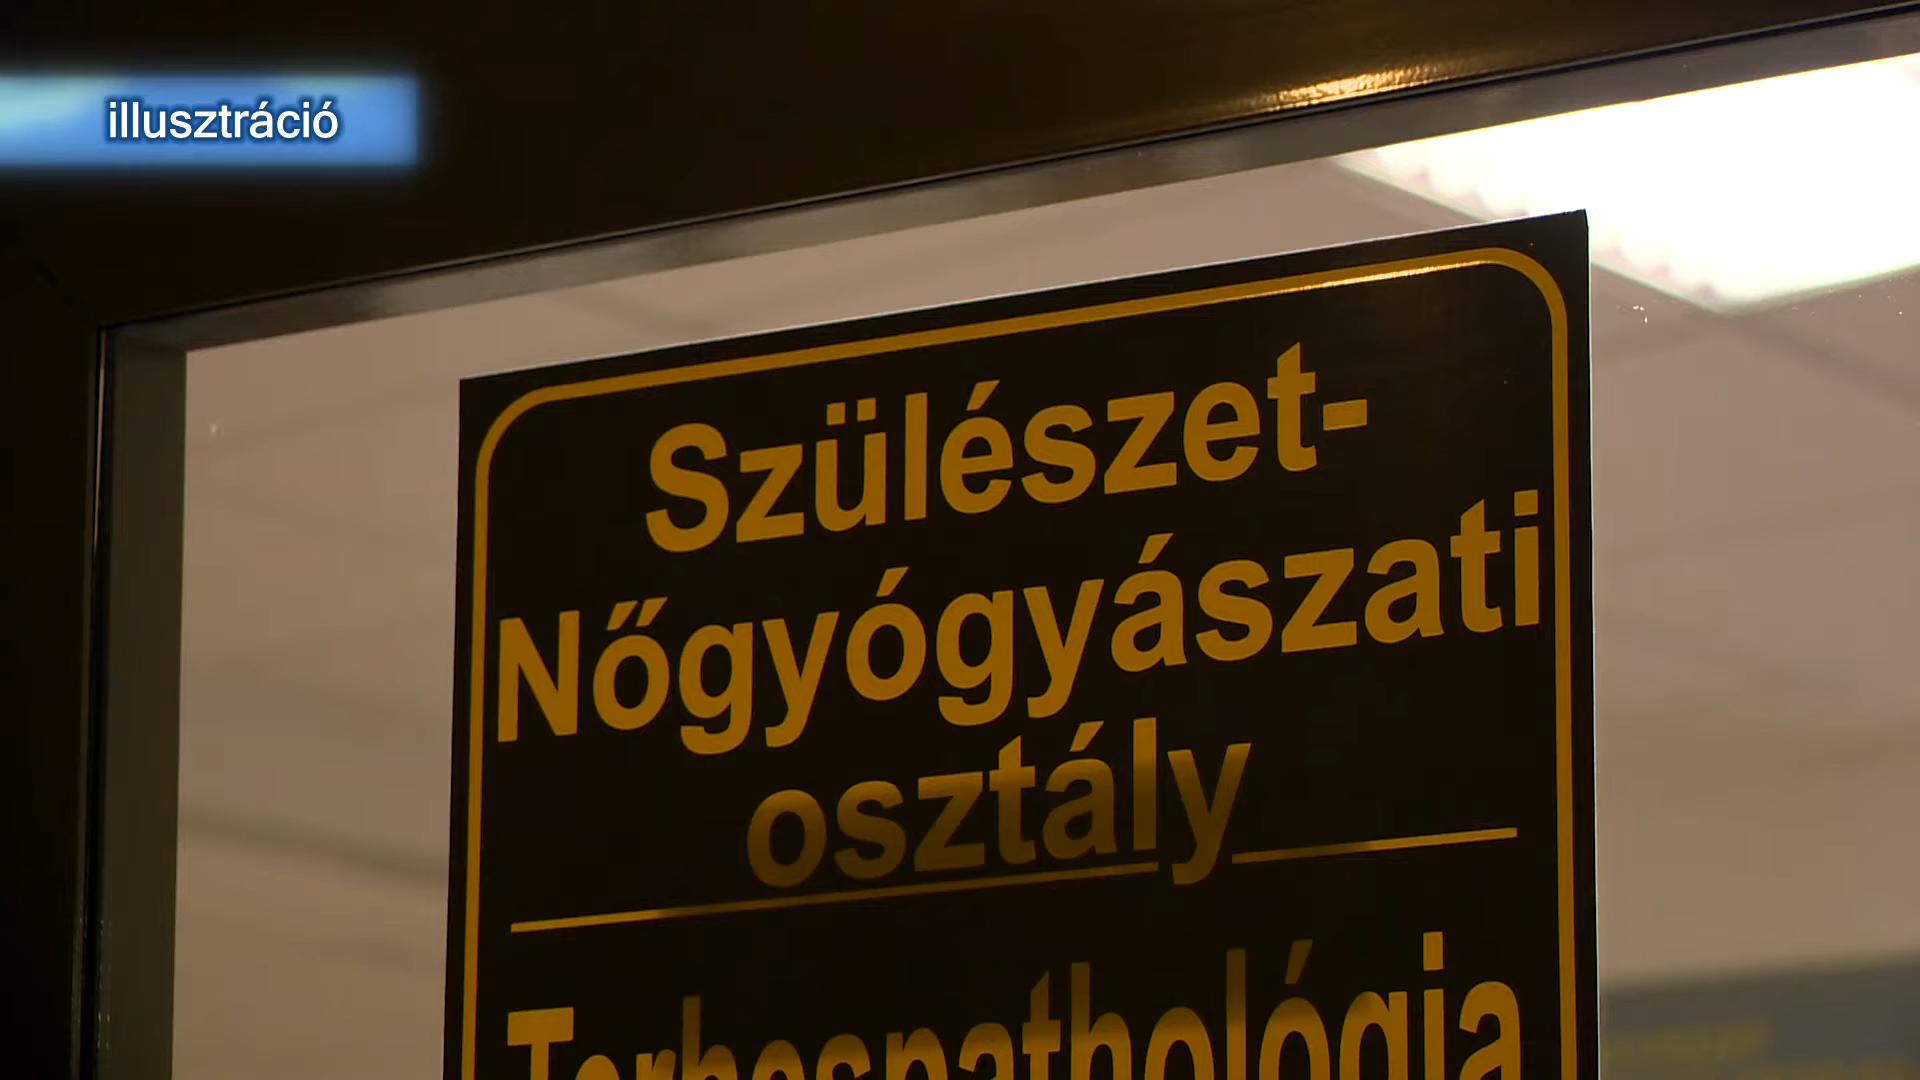 illusztráció
Szülészet-
Nőgyógyászati
osztály
Terhespathológia